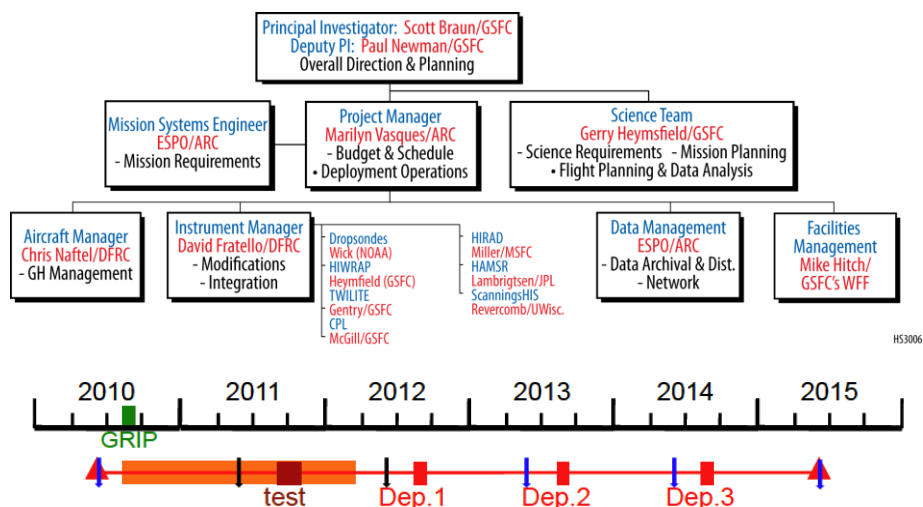 Principal Investigator: Scott Braun/GSFC
Deputy PI: Paul Newman/GSFC
Overall Direction & Planning
Mission Systems Engineer
ESPO/ARC
- Mission Requirements
Project Manager
Marilyn Vasques/ARC
- Budget & Schedule
• Deployment Operations
Science Team
Gerry Heymsfield/GSFC
- Science Requirements - Mission Planning
• Flight Planning & Data Analysis
Aircraft Manager
Chris Naftel/DFRC
- GH Management
Instrument Manager
David Fratello/DFRC
- Modifications
- Integration
Dropsondes
Wick (NOAA)
HIWRAP
Heymfield (GSFC)
TWILITE
Gentry/GSFC
CPL
McGill/GSFC
HIRAD
Miller/MSFC
HAMSR
Lambrigtsen/JPL
ScanningsHIS
Revercomb/UWisc.
Data Management
ESPO/ARC
- Data Archival & Dist.
- Network
Facilities
Management
Mike Hitch/
GSFC's WFF
HS3006
2010 2011 2012 2013 2014 2015
GRIP
test Dep.1 Dep.2 Dep.3